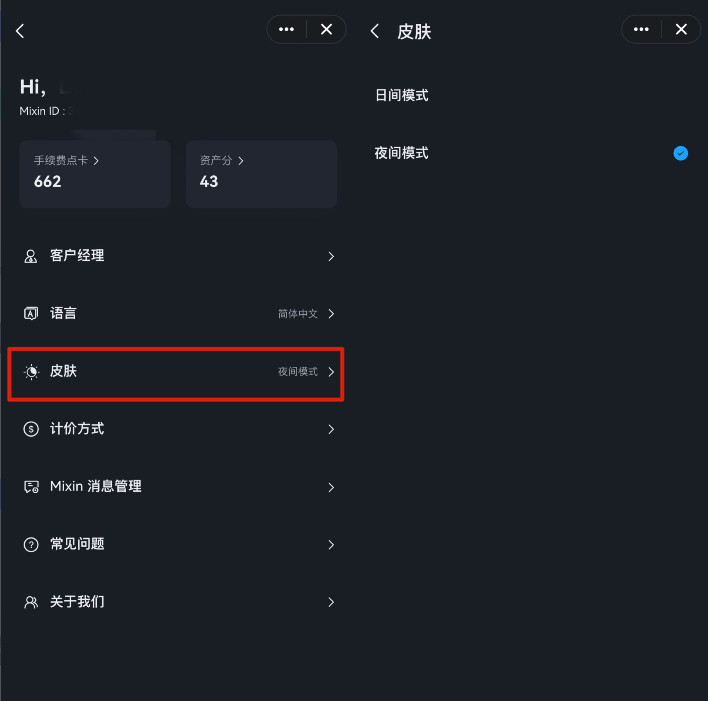 Hi,
Mixin ID :
手续费点卡
662
资产分
43
客户经理
语言 简体中文
皮肤 夜间模式
计价方式
Mixin 消息管理
常见问题
关于我们
皮肤
日间模式
夜间模式